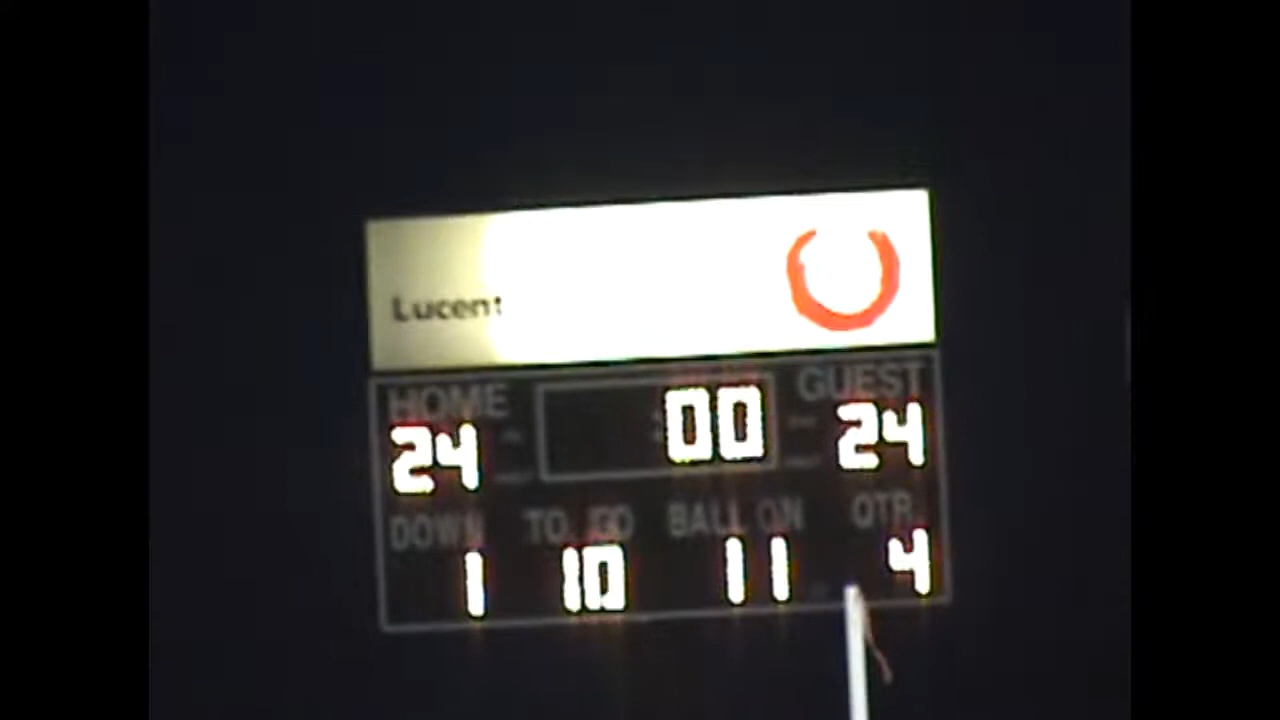 Lucent
HOME 00 GUEST
24 24
DOWN TO GO BALL ON QTR.
1 10 11 4